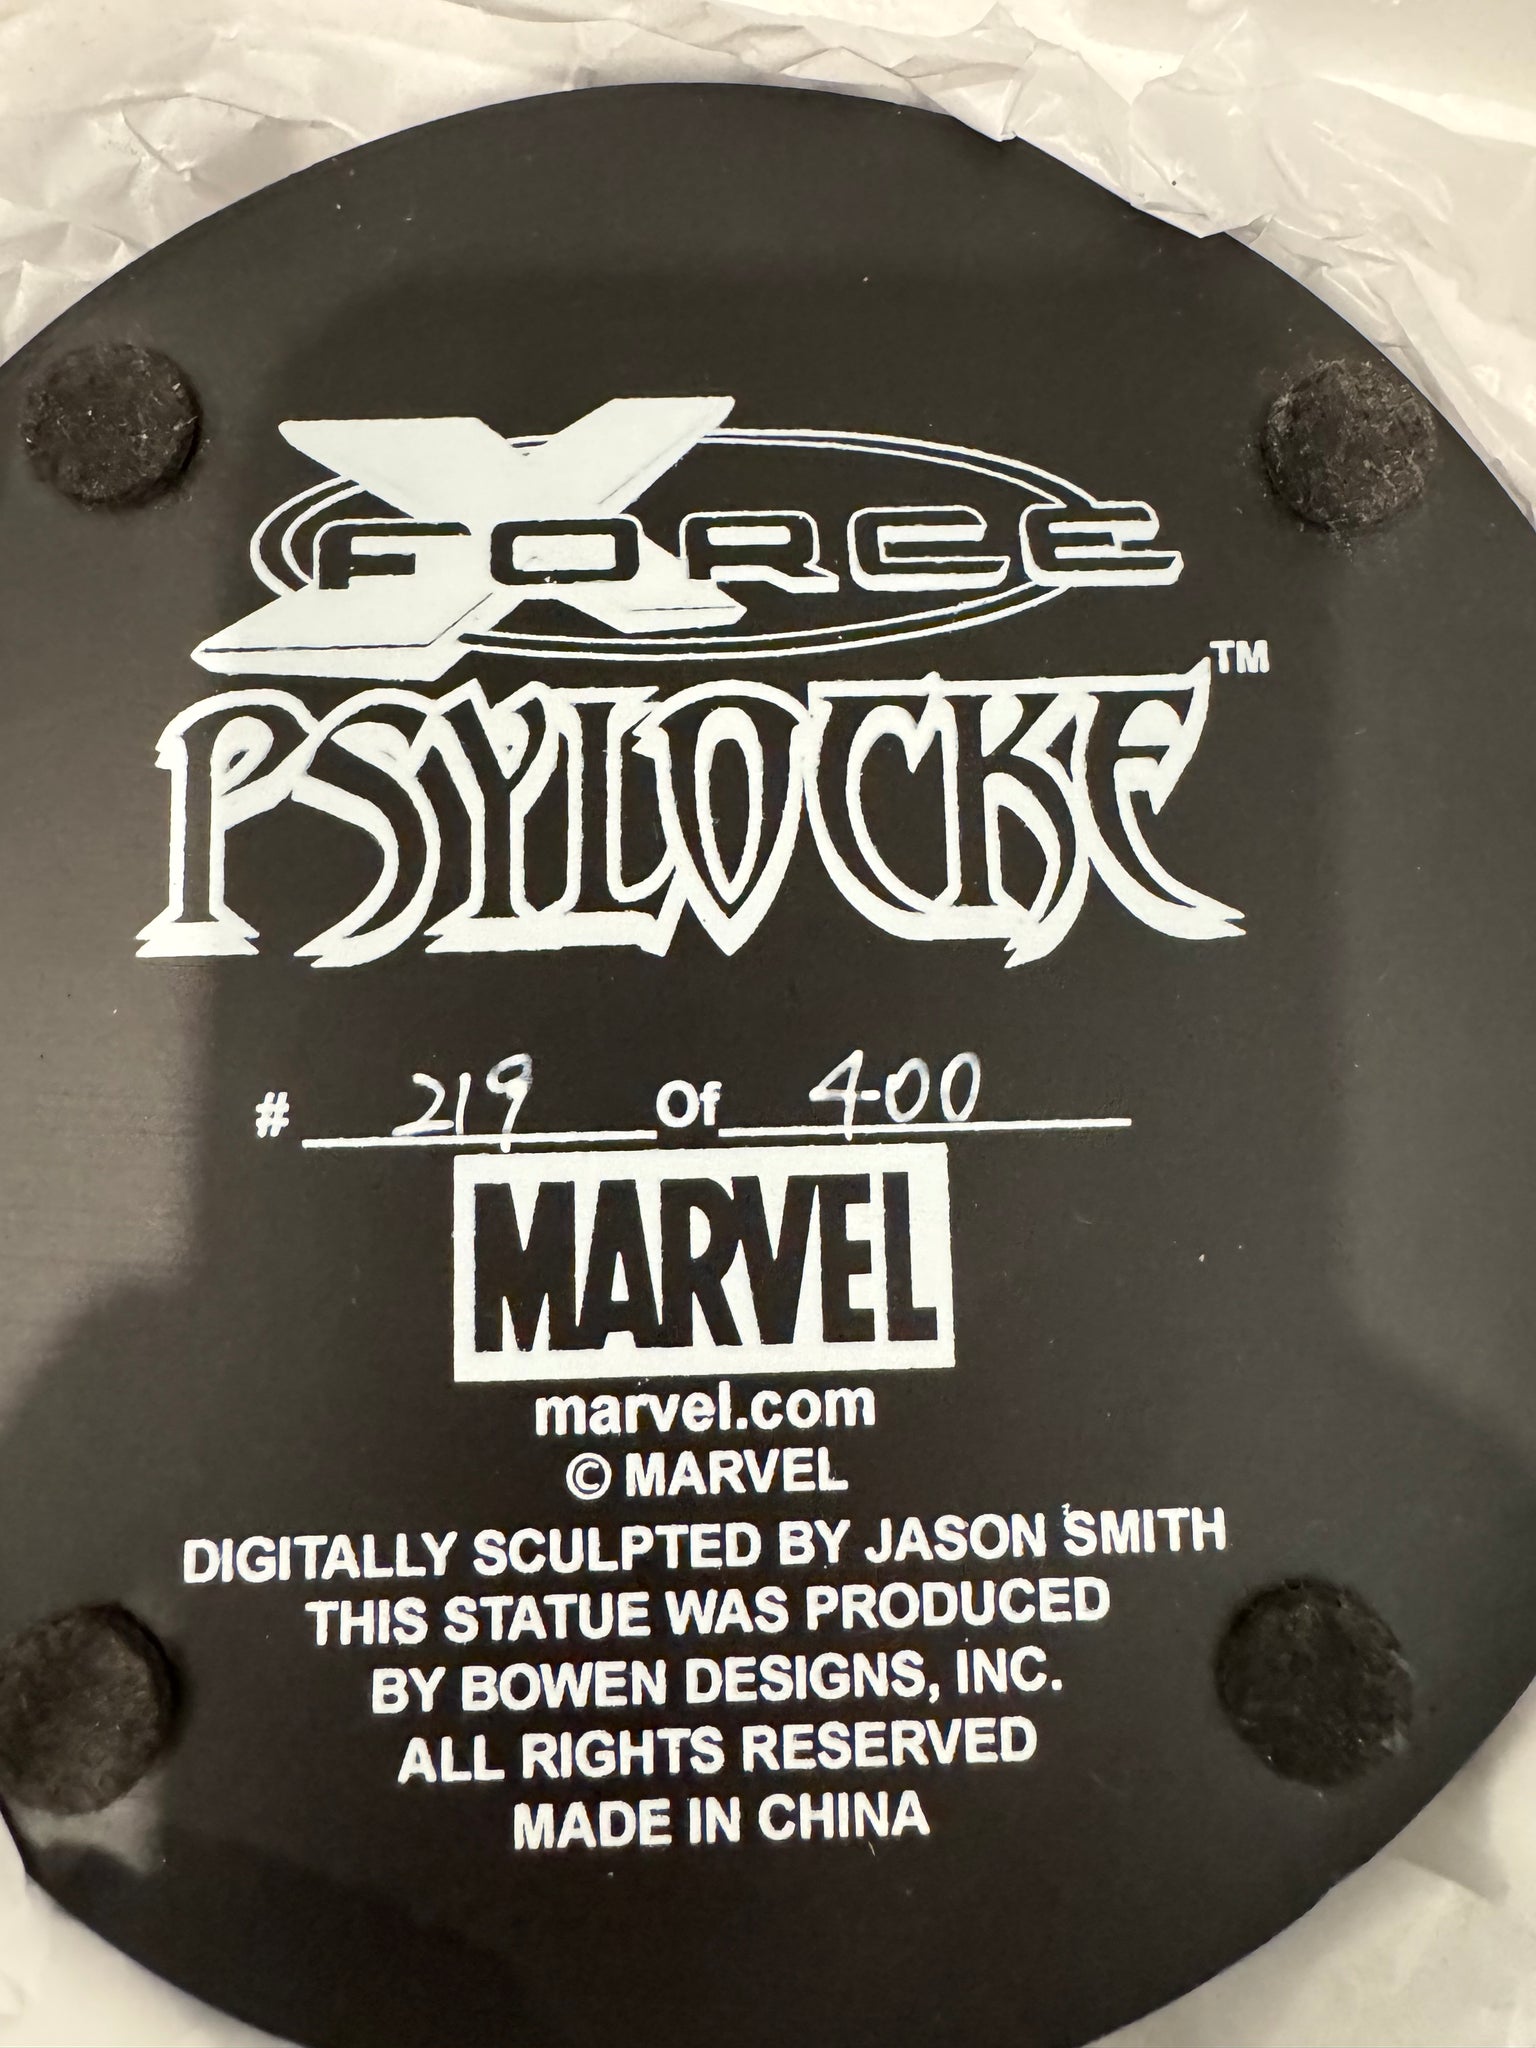 X
FORCE
PSYLOCKE™
# 219 Of 400
MARVEL
marvel.com
© MARVEL
DIGITALLY SCULPTED BY JASON SMITH
THIS STATUE WAS PRODUCED
BY BOWEN DESIGNS, INC.
ALL RIGHTS RESERVED
MADE IN CHINA